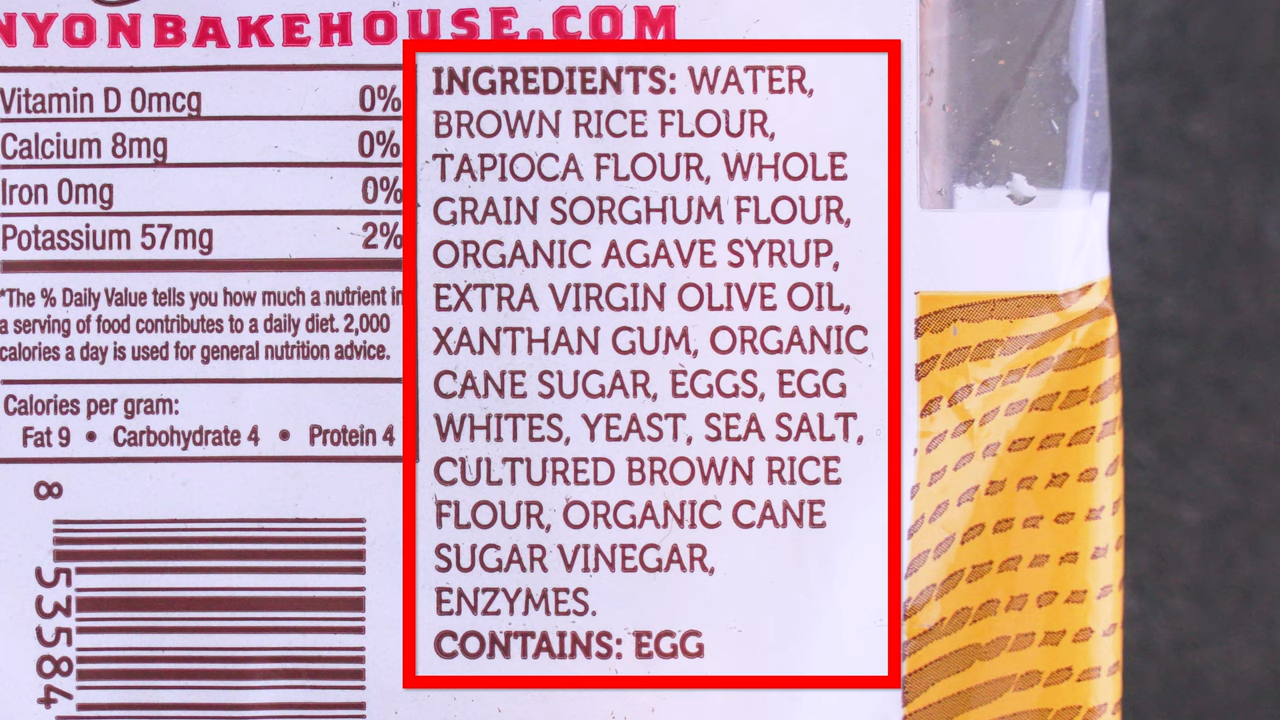 NYONBAKEHOUSE.COM
Vitamin D 0mcg 0%
Calcium 8mg 0%
Iron 0mg 0%
Potassium 57mg 2%
*The % Daily Value tells you how much a nutrient in
a serving of food contributes to a daily diet. 2,000
calories a day is used for general nutrition advice.
Calories per gram:
Fat 9 • Carbohydrate 4 • Protein 4
8
53584
INGREDIENTS: WATER,
BROWN RICE FLOUR,
TAPIOCA FLOUR, WHOLE
GRAIN SORGHUM FLOUR,
ORGANIC AGAVE SYRUP,
EXTRA VIRGIN OLIVE OIL,
XANTHAN GUM, ORGANIC
CANE SUGAR, EGGS, EGG
WHITES, YEAST, SEA SALT,
CULTURED BROWN RICE
FLOUR, ORGANIC CANE
SUGAR VINEGAR,
ENZYMES.
CONTAINS: EGG